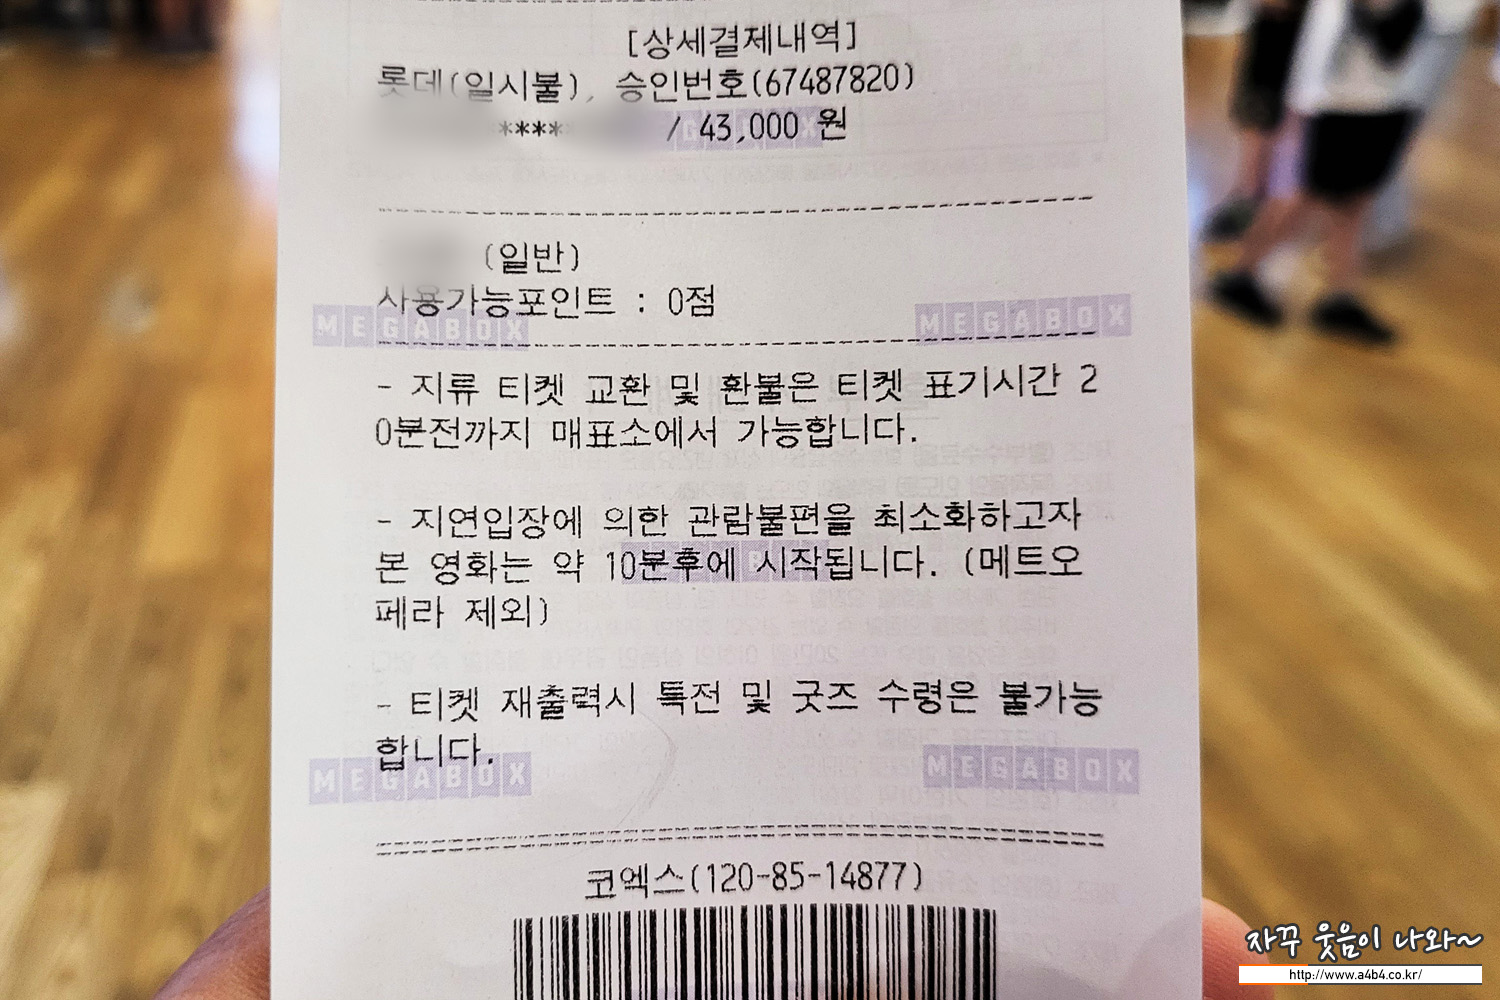 [상세결제내역]
롯데(일시불), 승인번호(67487820)
**** / 43,000 원
(일반)
사용가능포인트 : 0점
MEGABOX MEGABOX
- 지류 티켓 교환 및 환불은 티켓 표기시간 2
0분전까지 매표소에서 가능합니다.
- 지연입장에 의한 관람불편을 최소화하고자
본 영화는 약 10분후에 시작됩니다. (메트오
페라 제외)
- 티켓 재출력시 특전 및 굿즈 수령은 불가능
합니다.
MEGABOX MEGABOX
코엑스(120-85-14877)
자꾸 웃음이 나와~
http://www.a4b4.co.kr/